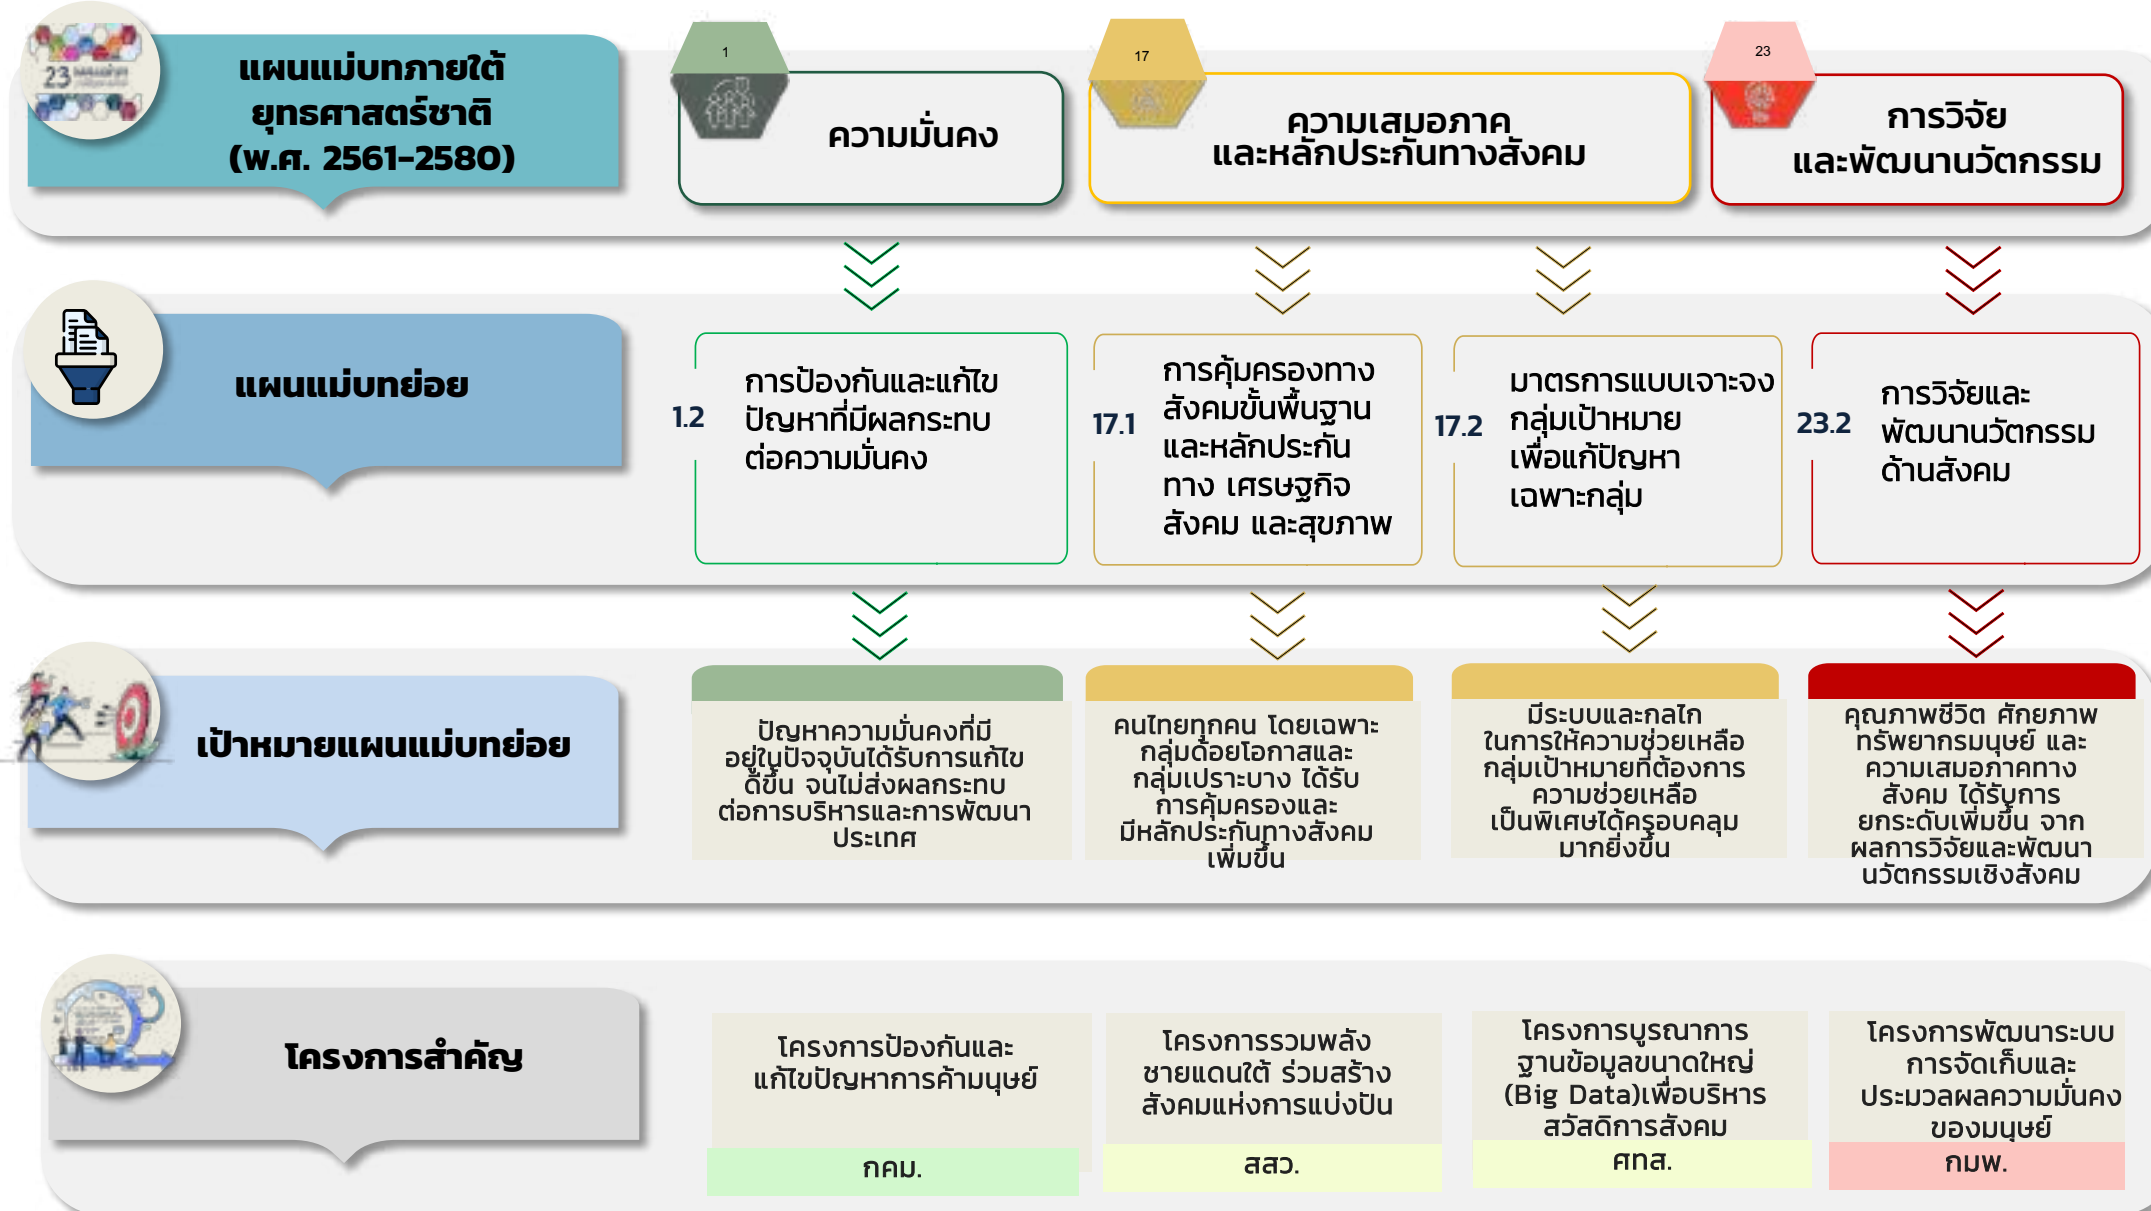 23
แผนแม่บทภายใต้
ยุทธศาสตร์ชาติ
(พ.ศ. 2561-2580)
1
ความมั่นคง
17
ความเสมอภาค
และหลักประกันทางสังคม
23
การวิจัย
และพัฒนานวัตกรรม
แผนแม่บทย่อย
1.2
การป้องกันและแก้ไข
ปัญหาที่มีผลกระทบ
ต่อความมั่นคง
17.1
การคุ้มครองทาง
สังคมขั้นพื้นฐาน
และหลักประกัน
ทาง เศรษฐกิจ
สังคม และสุขภาพ
17.2
มาตรการแบบเจาะจง
กลุ่มเป้าหมาย
เพื่อแก้ปัญหา
เฉพาะกลุ่ม
23.2
การวิจัยและ
พัฒนานวัตกรรม
ด้านสังคม
เป้าหมายแผนแม่บทย่อย
ปัญหาความมั่นคงที่มี
อยู่ในปัจจุบันได้รับการแก้ไข
ดีขึ้น จนไม่ส่งผลกระทบ
ต่อการบริหารและการพัฒนา
ประเทศ
คนไทยทุกคน โดยเฉพาะ
กลุ่มด้อยโอกาสและ
กลุ่มเปราะบาง ได้รับ
การคุ้มครองและ
มีหลักประกันทางสังคม
เพิ่มขึ้น
มีระบบและกลไก
ในการให้ความช่วยเหลือ
กลุ่มเป้าหมายที่ต้องการ
ความช่วยเหลือ
เป็นพิเศษได้ครอบคลุม
มากยิ่งขึ้น
คุณภาพชีวิต ศักยภาพ
ทรัพยากรมนุษย์ และ
ความเสมอภาคทาง
สังคม ได้รับการ
ยกระดับเพิ่มขึ้น จาก
ผลการวิจัยและพัฒนา
นวัตกรรมเชิงสังคม
โครงการสำคัญ
โครงการป้องกันและ
แก้ไขปัญหาการค้ามนุษย์
กคม.
โครงการรวมพลัง
ชายแดนใต้ ร่วมสร้าง
สังคมแห่งการแบ่งปัน
สสว.
โครงการบูรณาการ
ฐานข้อมูลขนาดใหญ่
(Big Data)เพื่อบริหาร
สวัสดิการสังคม
ศทส.
โครงการพัฒนาระบบ
การจัดเก็บและ
ประมวลผลความมั่นคง
ของมนุษย์
กมพ.